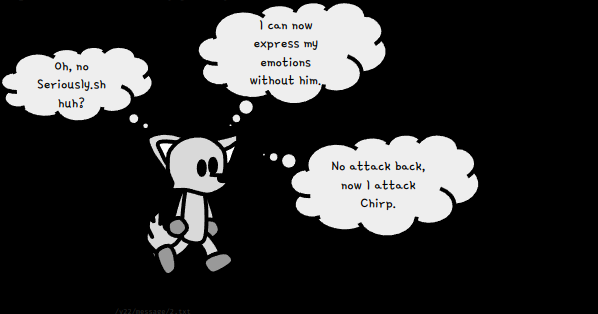 Oh, no
Seriously.sh
huh?
I can now
express my
emotions
without him.
No attack back,
now I attack
Chirp.